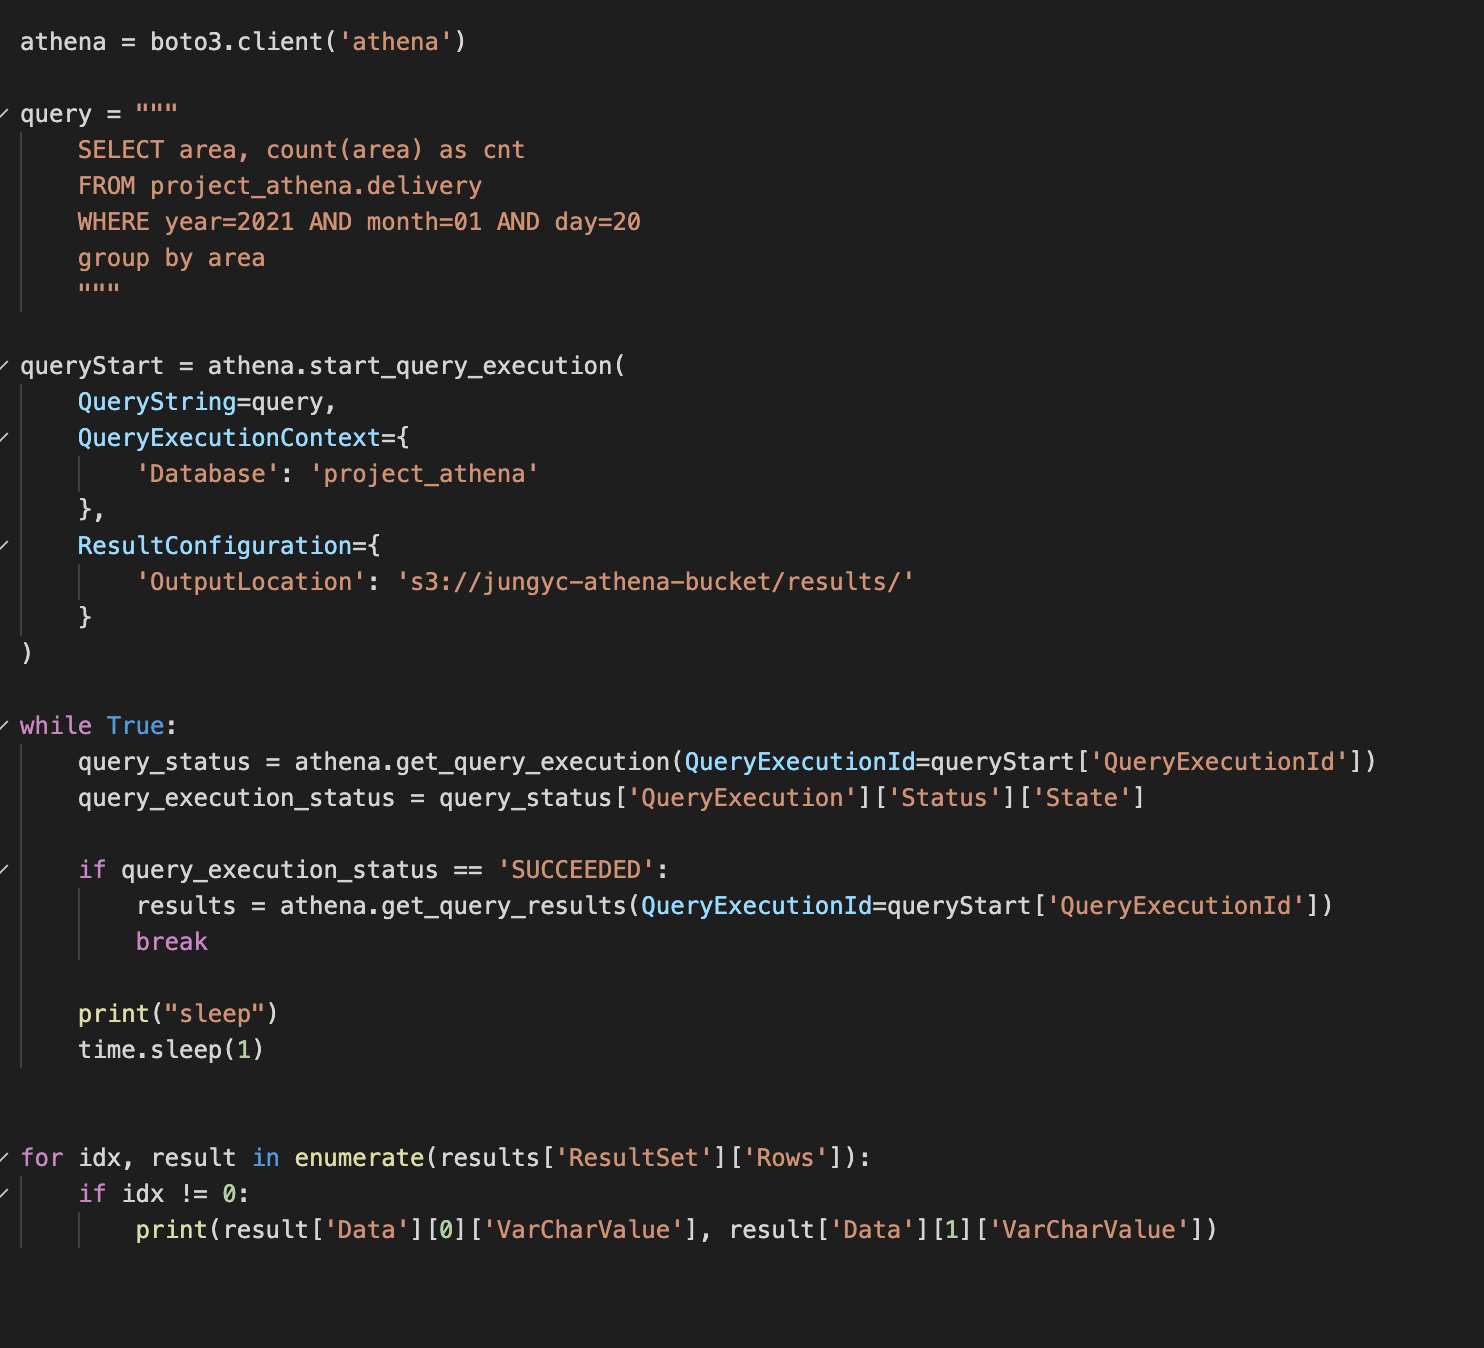 athena = boto3.client('athena')
query = """
SELECT area, count(area) as cnt
FROM project_athena.delivery
WHERE year=2021 AND month=01 AND day=20
group by area
"""
queryStart = athena.start_query_execution(
QueryString=query,
QueryExecutionContext={
'Database': 'project_athena'
},
ResultConfiguration={
'OutputLocation': 's3://jungyc-athena-bucket/results/'
}
)
while True:
query_status = athena.get_query_execution(QueryExecutionId=queryStart['QueryExecutionId'])
query_execution_status = query_status['QueryExecution']['Status']['State']
if query_execution_status == 'SUCCEEDED':
results = athena.get_query_results(QueryExecutionId=queryStart['QueryExecutionId'])
break
print("sleep")
time.sleep(1)
for idx, result in enumerate(results['ResultSet']['Rows']):
if idx != 0:
print(result['Data'][0]['VarCharValue'], result['Data'][1]['VarCharValue'])